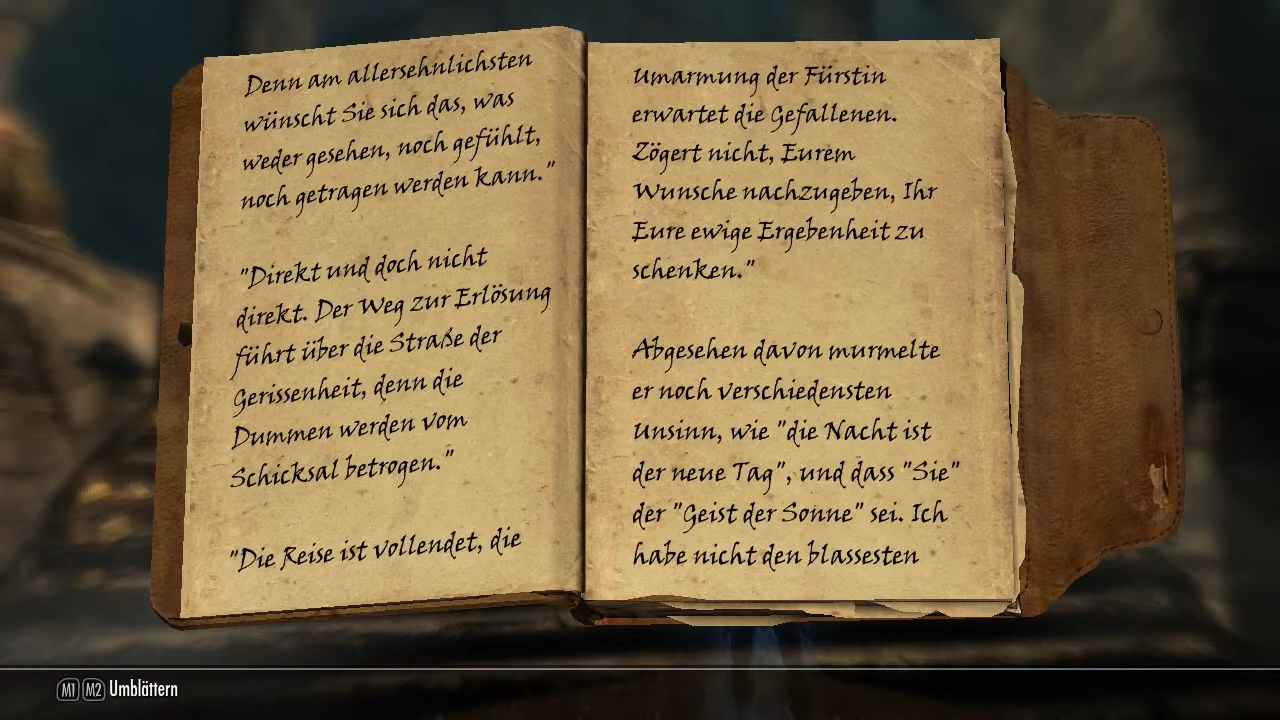 Denn am allersehnlichsten
wünscht Sie sich das, was
weder gesehen, noch gefühlt,
noch getragen werden kann."
"Direkt und doch nicht
direkt. Der Weg zur Erlösung
führt über die Straße der
Gerissenheit, denn die
Dummen werden vom
Schicksal betrogen."
"Die Reise ist vollendet, die
Umarmung der Fürstin
erwartet die Gefallenen.
Zögert nicht, Eurem
Wunsche nachzugeben, Ihr
Eure ewige Ergebenheit zu
schenken."
Abgesehen davon murmelte
er noch verschiedensten
Unsinn, wie "die Nacht ist
der neue Tag", und dass "Sie"
der "Geist der Sonne" sei. Ich
habe nicht den blassesten
M1 M2 Umblättern